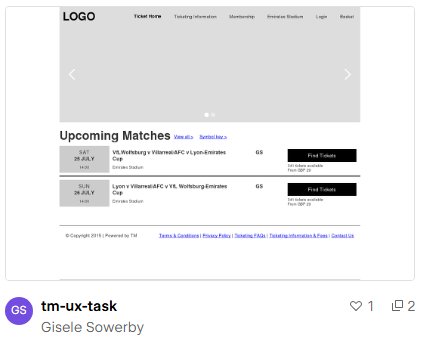 LOGO
Ticket Home Ticketing Information Membership Emirates Stadium Login Basket
Upcoming Matches View all > Symbol key >
SAT
25 JULY
14:20
VfL Wolfsburg v Villarreal/AFC v Lyon-Emirates
Cup
Emirates Stadium
GS
Find Tickets
541 tickets available
From GBP 25
SUN
26 JULY
14:20
Lyon v Villarreal/AFC v VfL Wolfsburg-Emirates
Cup
Emirates Stadium
GS
Find Tickets
541 tickets available
From GBP 25
© Copyright 2015 | Powered by TM
Terms & Conditions | Privacy Policy | Ticketing FAQs | Ticketing Information & Fees | Contact Us
GS
tm-ux-task
1
2
Gisele Sowerby